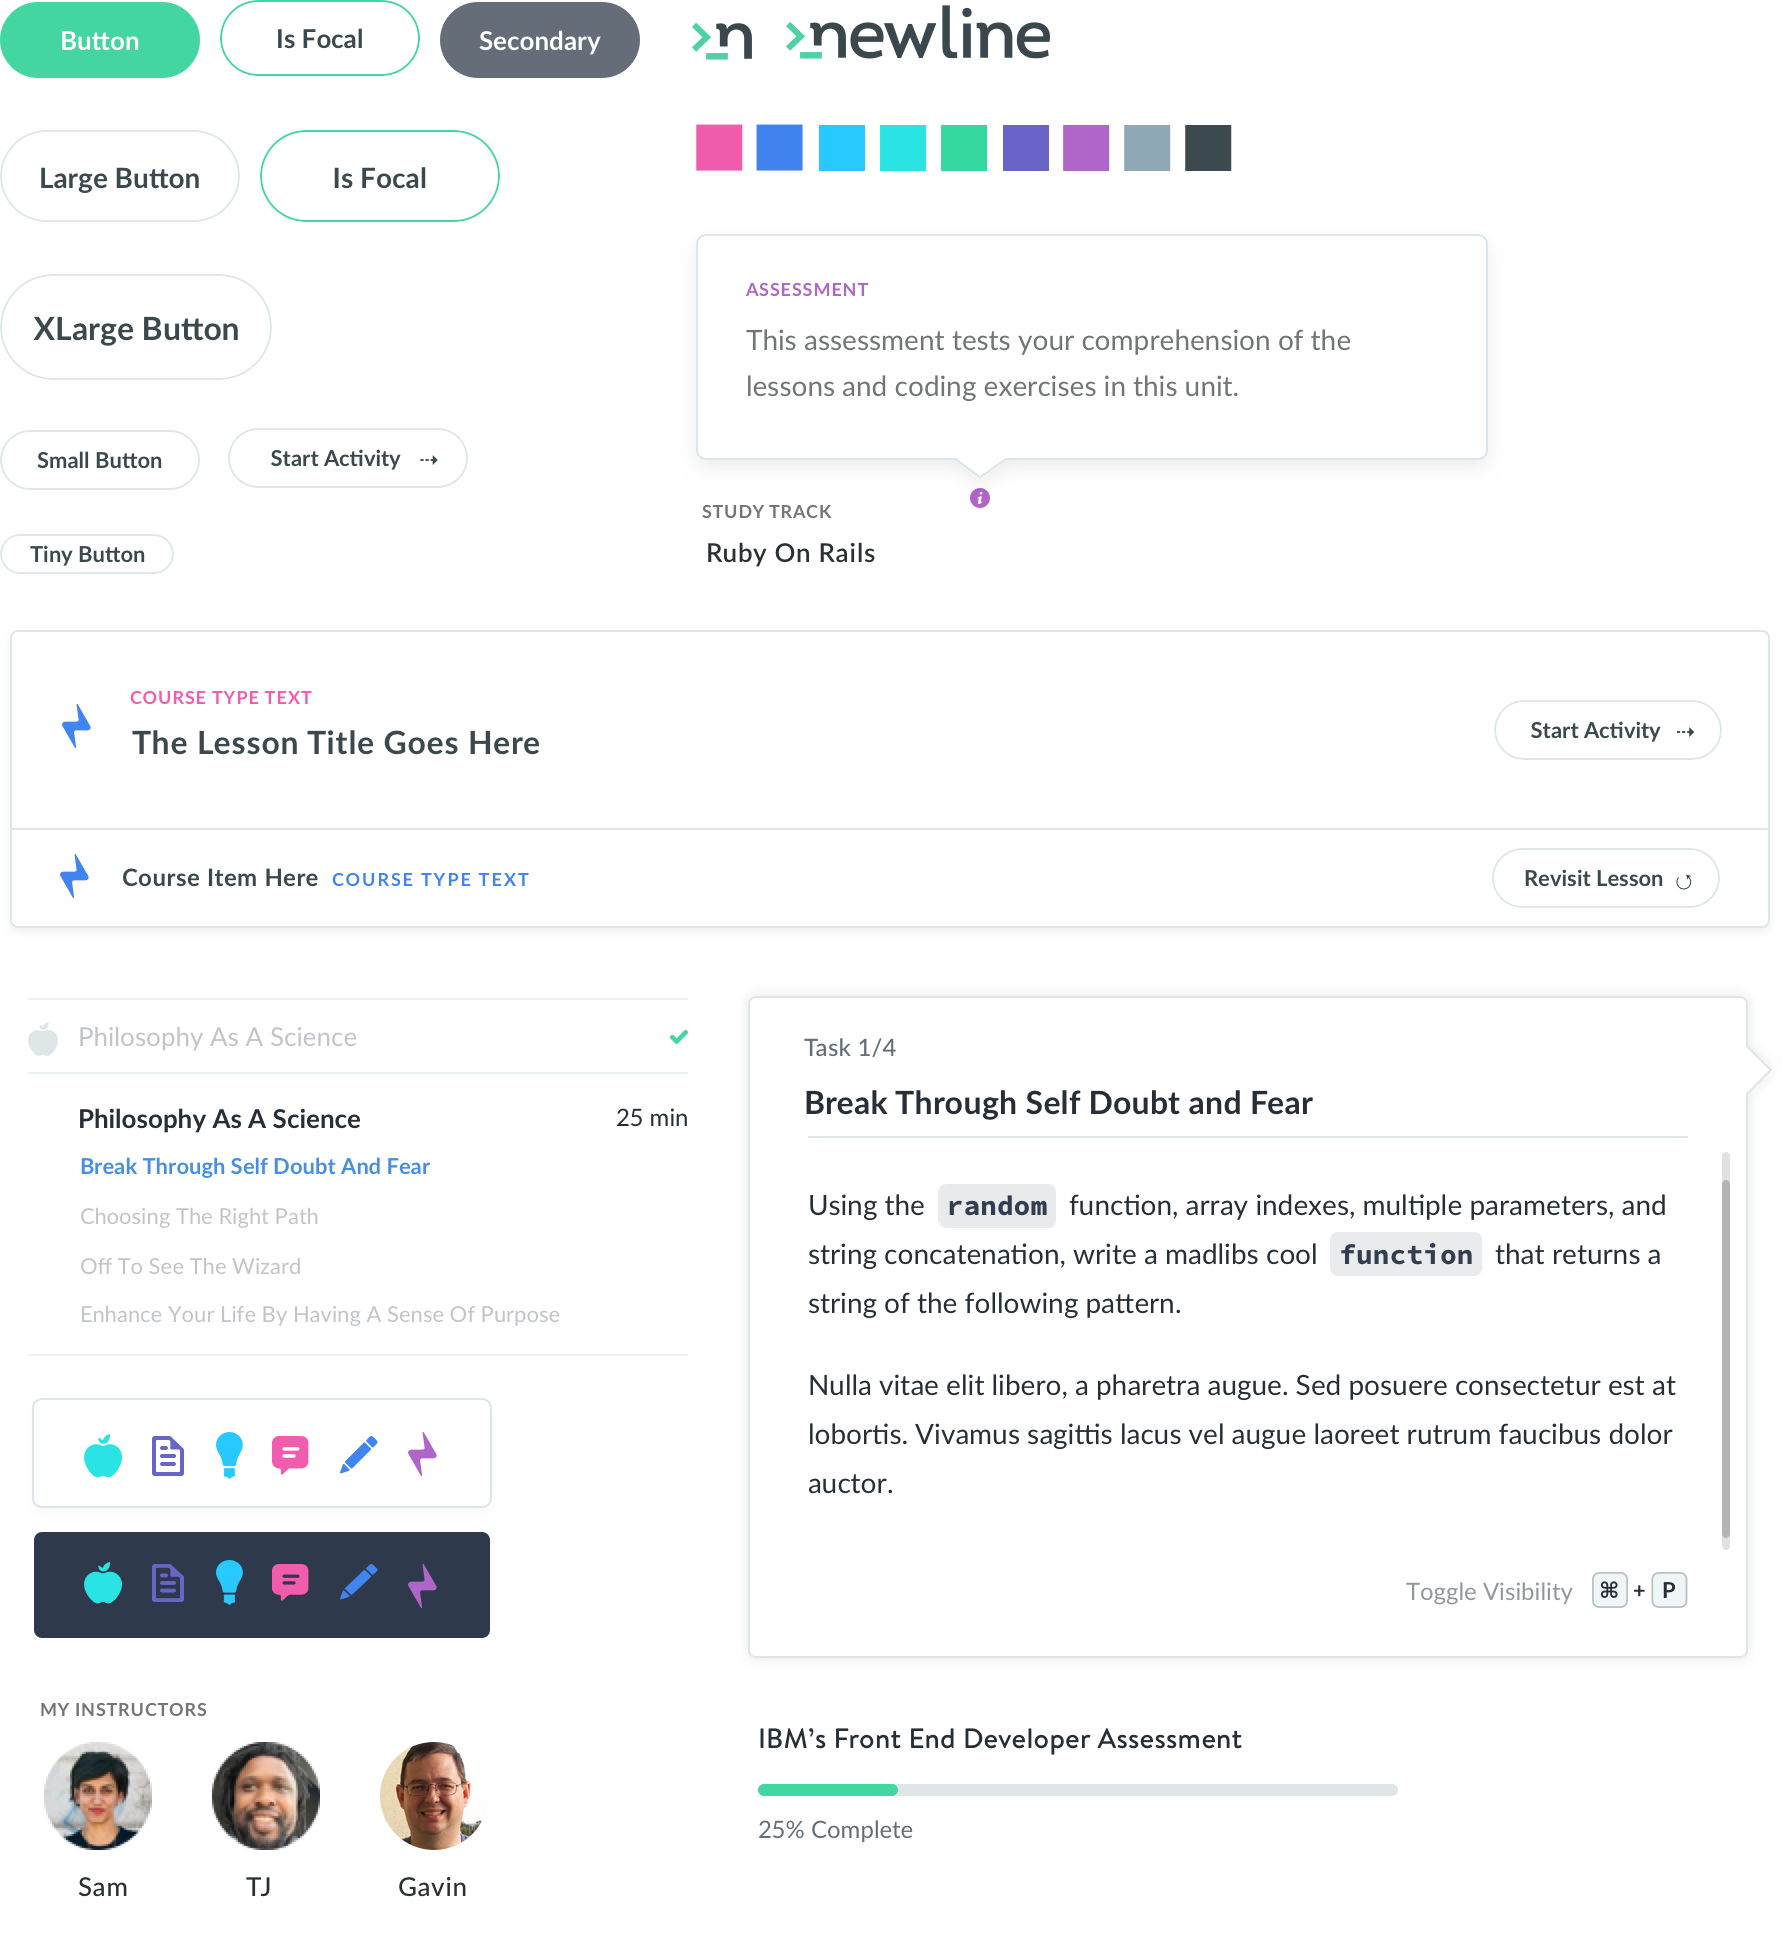 Button
Is Focal
Secondary
n
newline
Large Button
Is Focal
XLarge Button
Small Button
Start Activity
Tiny Button
ASSESSMENT
This assessment tests your comprehension of the
lessons and coding exercises in this unit.
i
STUDY TRACK
Ruby On Rails
COURSE TYPE TEXT
The Lesson Title Goes Here
Start Activity
Course Item Here COURSE TYPE TEXT
Revisit Lesson
Philosophy As A Science
Philosophy As A Science 25 min
Break Through Self Doubt And Fear
Choosing The Right Path
Off To See The Wizard
Enhance Your Life By Having A Sense Of Purpose
Task 1/4
Break Through Self Doubt and Fear
Using the random function, array indexes, multiple parameters, and
string concatenation, write a madlibs cool function that returns a
string of the following pattern.
Nulla vitae elit libero, a pharetra augue. Sed posuere consectetur est at
lobortis. Vivamus sagittis lacus vel augue laoreet rutrum faucibus dolor
auctor.
Toggle Visibility ⌘ + P
MY INSTRUCTORS
Sam
TJ
Gavin
IBM’s Front End Developer Assessment
25% Complete